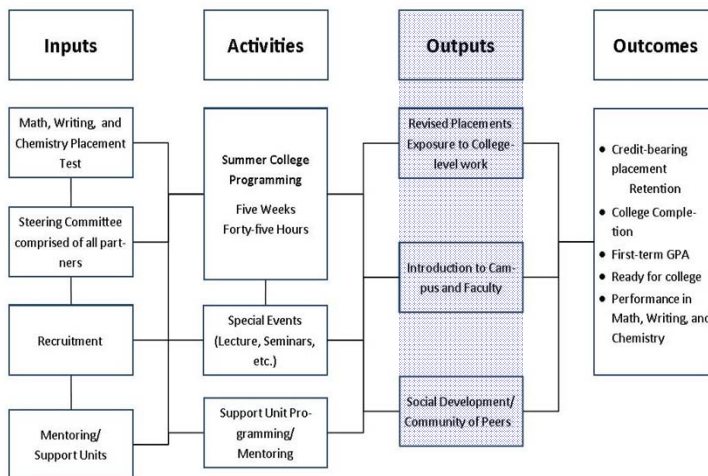 Inputs
Activities
Outputs
Outcomes
Math, Writing, and
Chemistry Placement
Test
Steering Committee
comprised of all part-
ners
Recruitment
Mentoring/
Support Units
Summer College
Programming
Five Weeks
Forty-five Hours
Special Events
(Lecture, Seminars,
etc.)
Support Unit Pro-
gramming/
Mentoring
Revised Placements
Exposure to College-
level work
Introduction to Cam-
pus and Faculty
Social Development/
Community of Peers
• Credit-bearing
placement
Retention
• College Comple-
tion
• First-term GPA
• Ready for college
• Performance in
Math, Writing, and
Chemistry